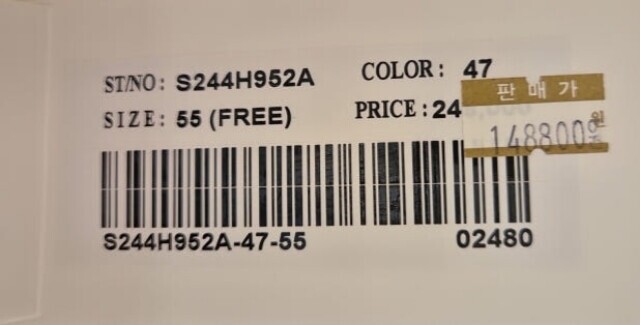 ST/NO: S244H952A COLOR: 47
판매가
SIZE: 55 (FREE) PRICE: 24
148800원
S244H952A-47-55 02480